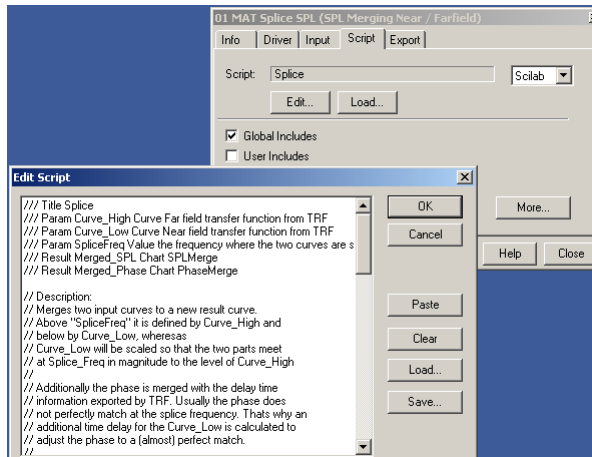 01 MAT Splice SPL (SPL Merging Near / Farfield)
Info Driver Input Script Export
Script: Splice Scilab
Edit... Load...
Global Includes
User Includes
More...
Help Close
Edit Script
/// Title Splice
/// Param Curve_High Curve Far field transfer function from TRF
/// Param Curve_Low Curve Near field transfer function from TRF
/// Param SpliceFreq Value the frequency where the two curves are s
/// Result Merged_SPL Chart SPLMerge
/// Result Merged_Phase Chart PhaseMerge
// Description:
// Merges two input curves to a new result curve.
// Above "SpliceFreq" it is defined by Curve_High and
// below by Curve_Low, wheresas
// Curve_Low will be scaled so that the two parts meet
// at Splice_Freq in magnitude to the level of Curve_High
//
// Additionally the phase is merged with the delay time
// information exported by TRF. Usually the phase does
// not perfectly match at the splice frequency. Thats why an
// additional time delay for the Curve_Low is calculated to
// adjust the phase to a (almost) perfect match.
//
OK
Cancel
Paste
Clear
Load...
Save...